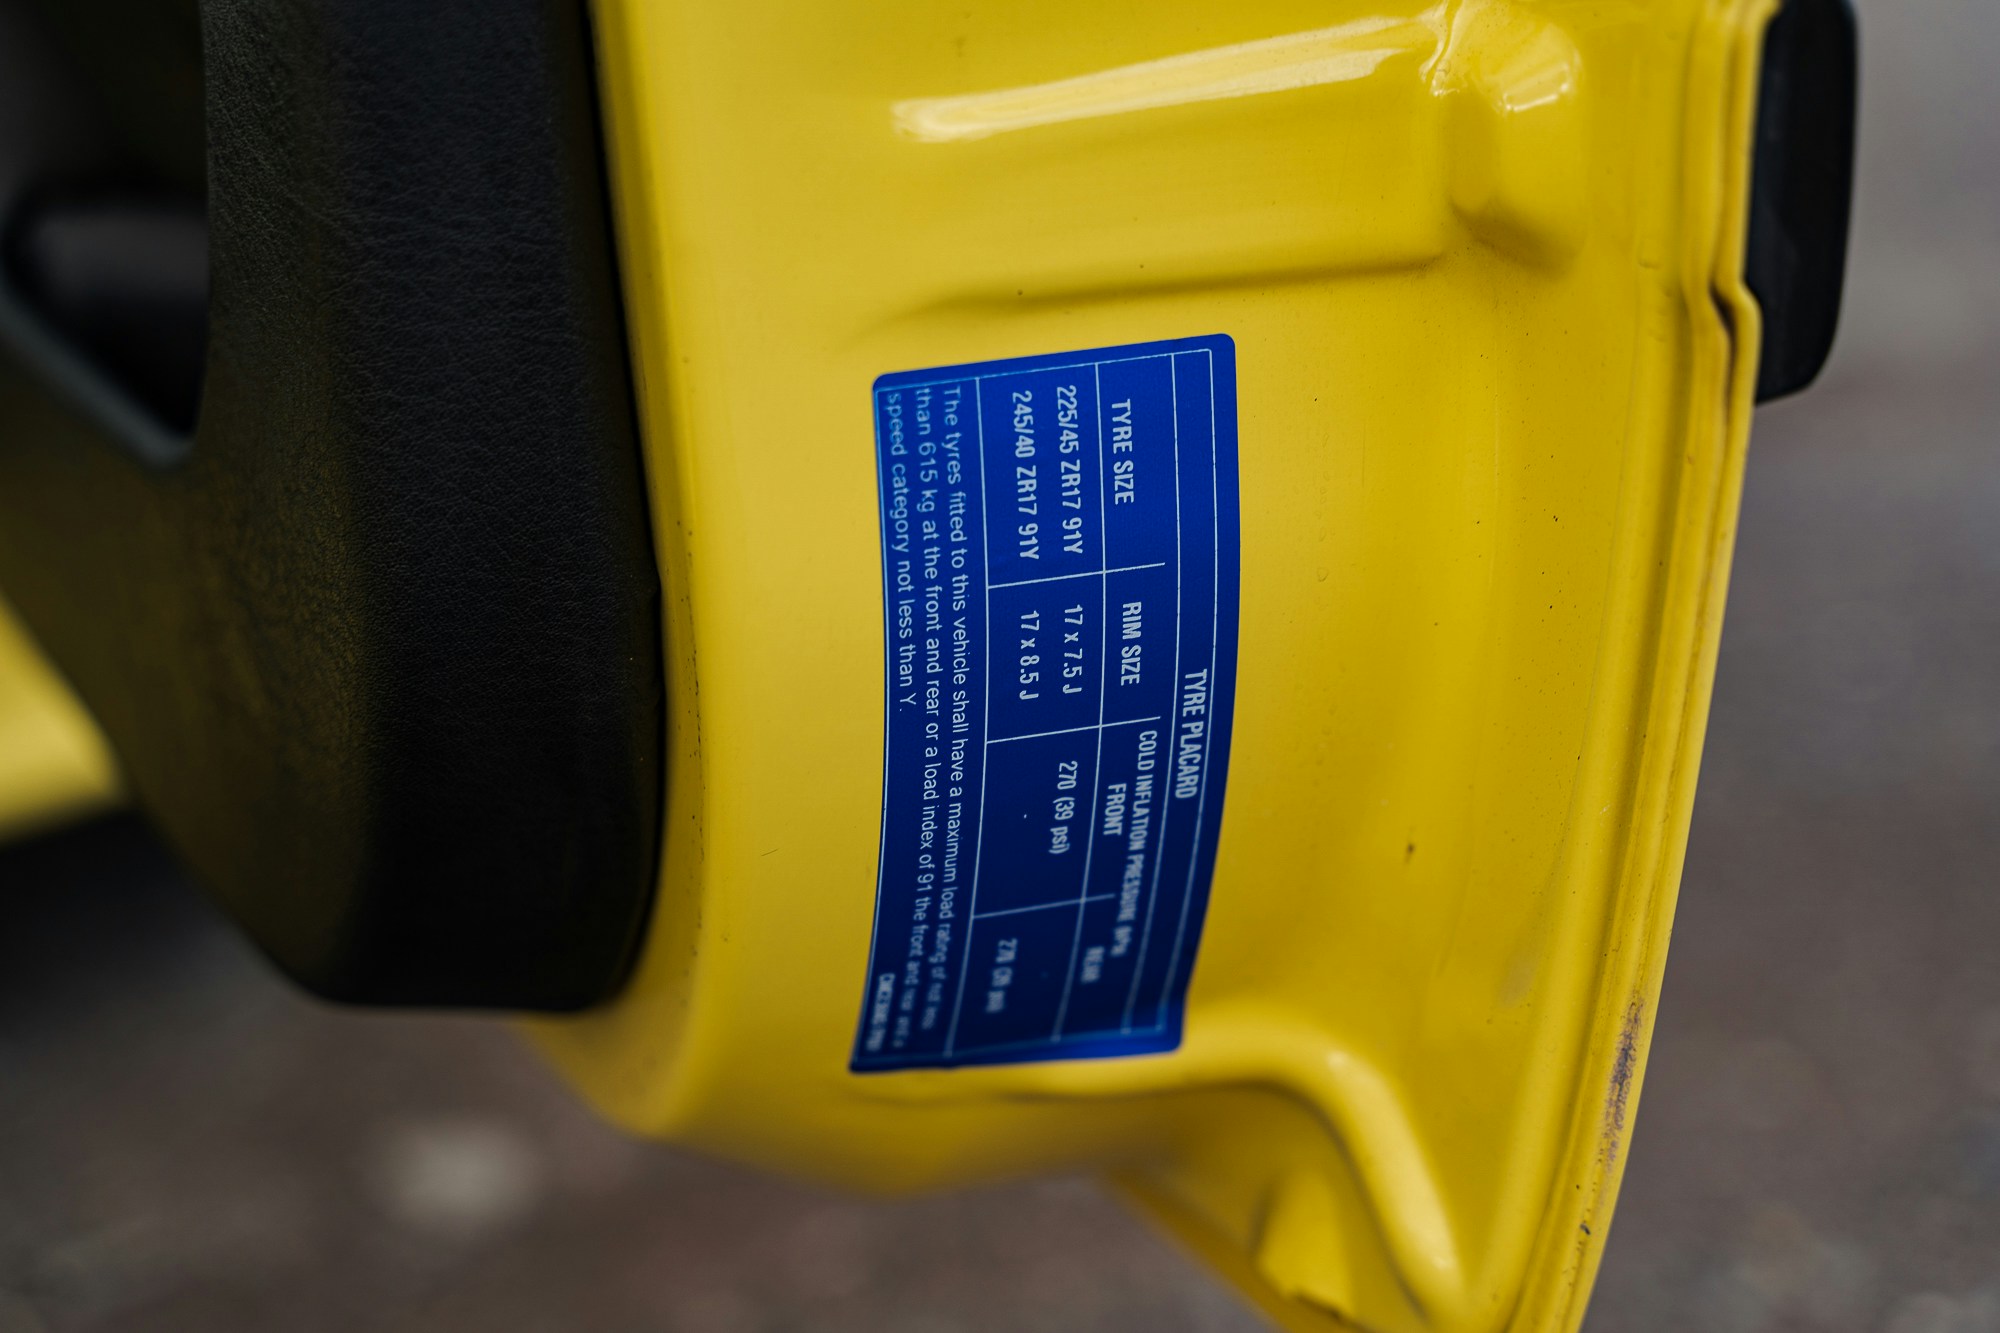 TYRE PLACARD
TYRE SIZE RIM SIZE COLD INFLATION PRESSURE kPa
FRONT REAR
225/45 ZR17 91Y 17 x 7.5 J 270 (39 psi)
245/40 ZR17 91Y 17 x 8.5 J psi)
The tyres fitted to this vehicle shall have a maximum load rating of not less
than 615 kg at the front and rear or a load index of 91 the front and rear and a
speed category not less than Y.